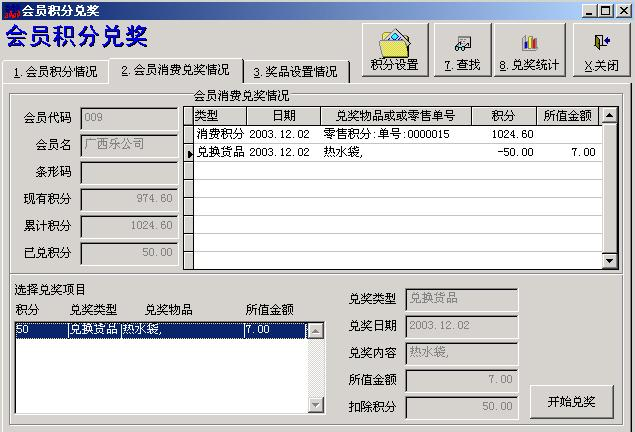 会员积分兑奖
会员积分兑奖
积分设置
7.查找
8.兑奖统计
X关闭
1.会员积分情况
2.会员消费兑奖情况
3.奖品设置情况
会员消费兑奖情况
会员代码 009
会员名 广西乐公司
条形码
现有积分 974.60
累计积分 1024.60
已兑积分 50.00
类型 日期 兑奖物品或或零售单号 积分 所值金额
消费积分 2003.12.02 零售积分:单号:0000015 1024.60
兑换货品 2003.12.02 热水袋, -50.00 7.00
选择兑奖项目
积分 兑奖类型 兑奖物品 所值金额
50 兑换货品 热水袋, 7.00
兑奖类型 兑换货品
兑奖日期 2003.12.02
兑奖内容 热水袋,
所值金额 7.00
扣除积分 50.00
开始兑奖